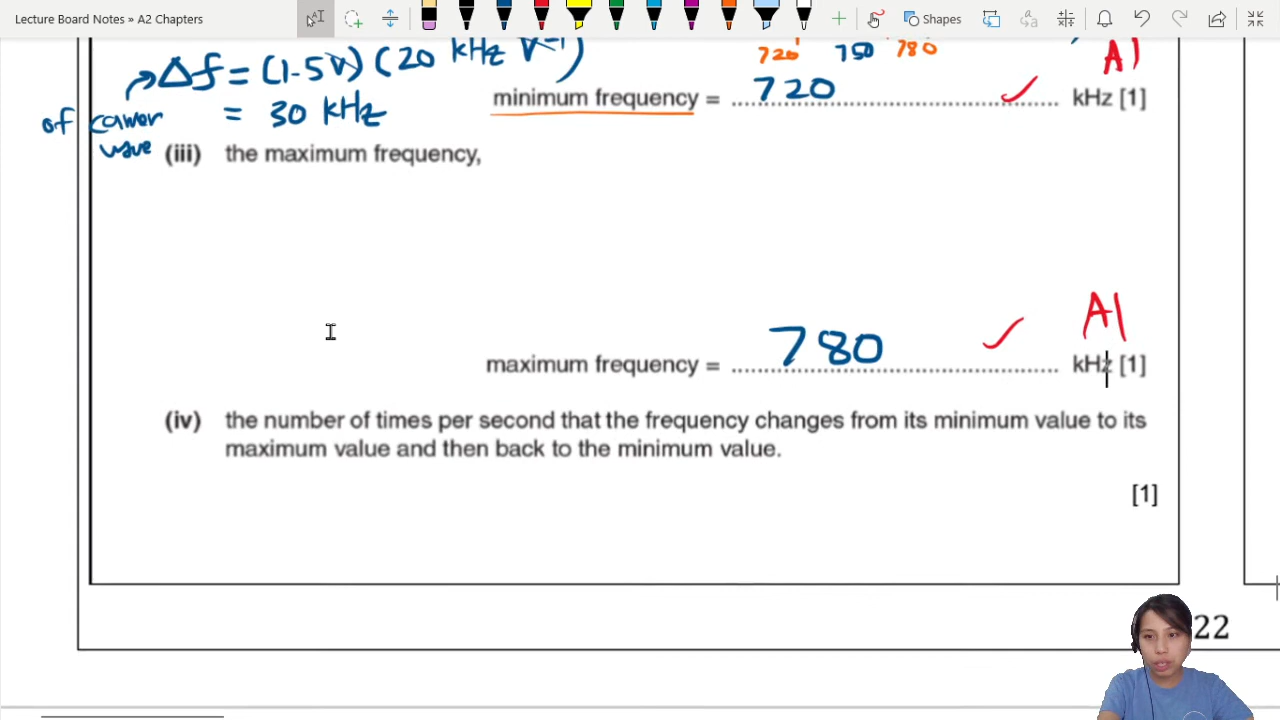 Lecture Board Notes » A2 Chapters
Shapes
Δf = (1.5V) (20 kHz V⁻¹)
720 750 780
A1
= 30 kHz
minimum frequency = 720 kHz [1]
of carrier
wave
(iii) the maximum frequency,
A1
maximum frequency = 780 kHz [1]
(iv) the number of times per second that the frequency changes from its minimum value to its
maximum value and then back to the minimum value.
[1]
22